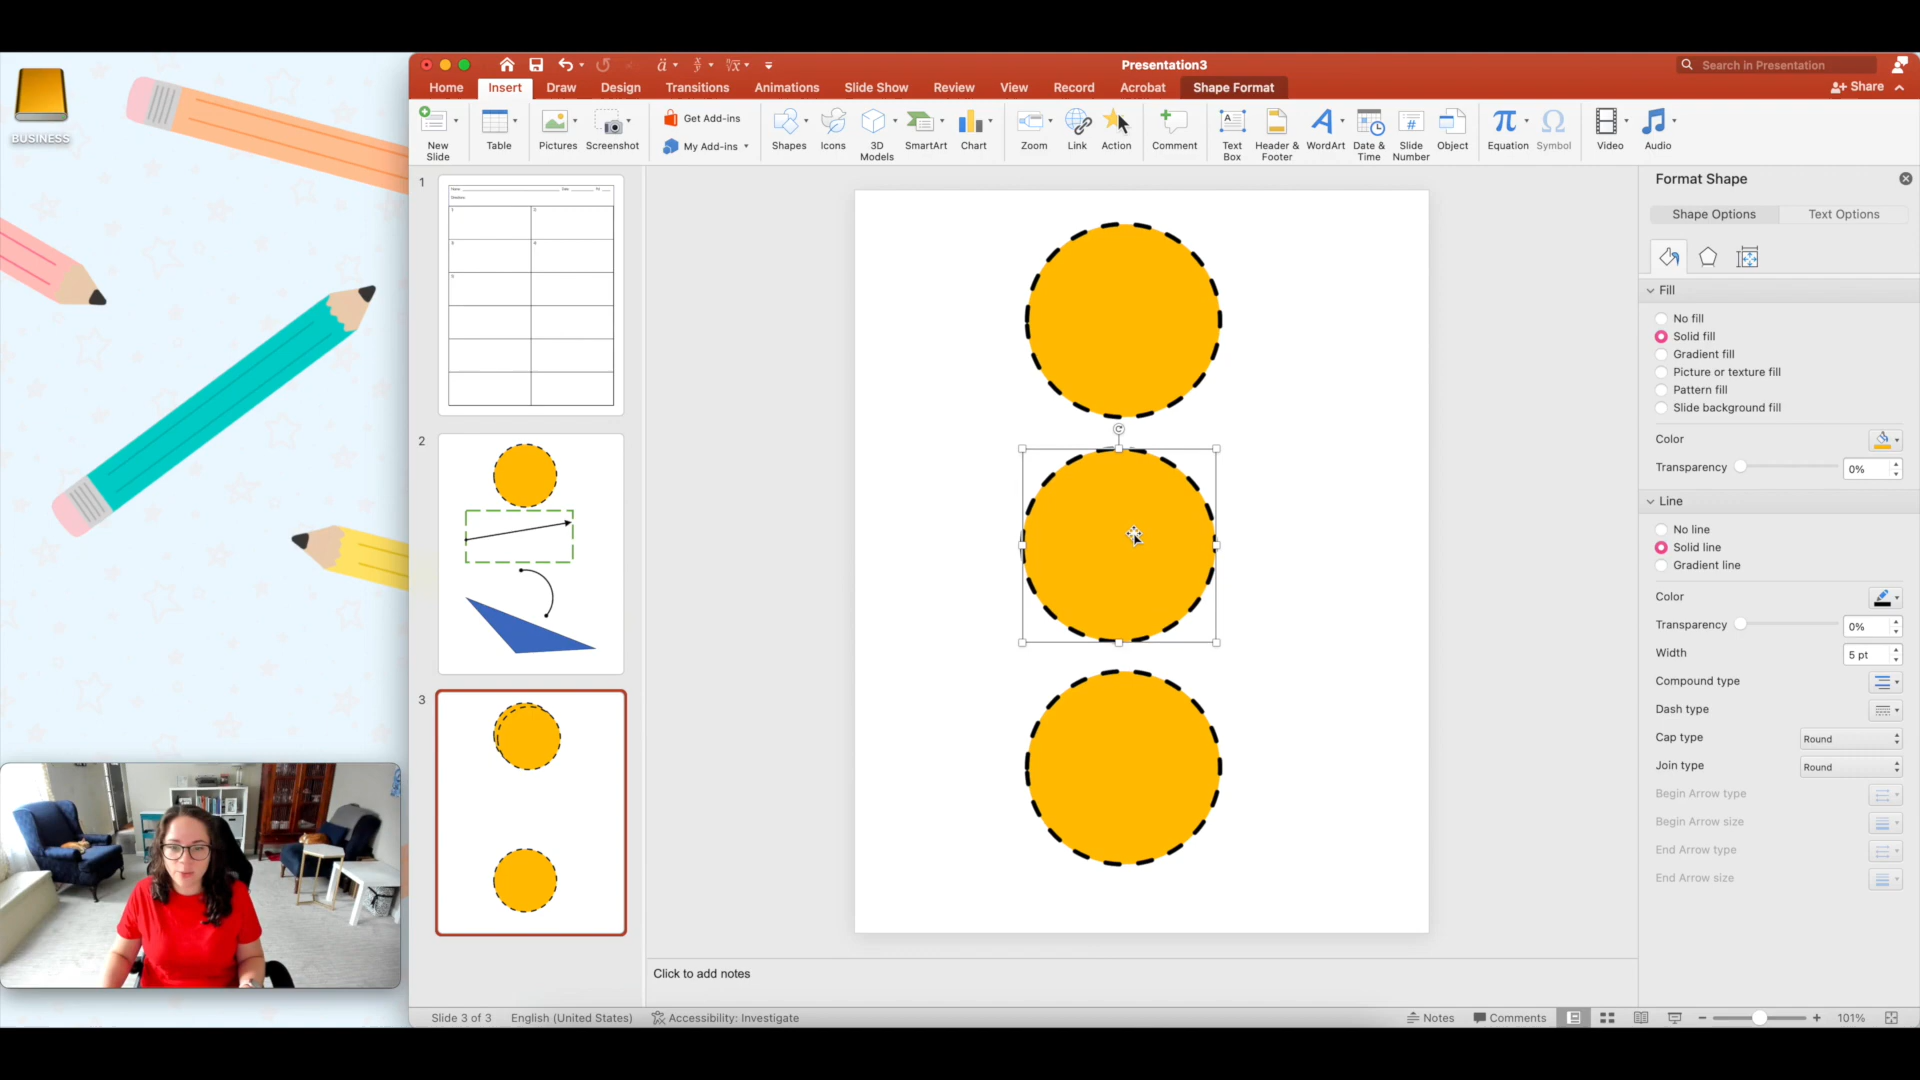 BUSINESS
Presentation3
Search in Presentation
Home
Insert
Draw
Design
Transitions
Animations
Slide Show
Review
View
Record
Acrobat
Shape Format
Share
New
Slide
Table
Pictures
Screenshot
Get Add-ins
My Add-ins
Shapes
Icons
3D
Models
SmartArt
Chart
Zoom
Link
Action
Comment
Text
Box
Header &
Footer
WordArt
Date &
Time
Slide
Number
Object
Equation
Symbol
Video
Audio
1
2
3
Format Shape
Shape Options
Text Options
Fill
No fill
Solid fill
Gradient fill
Picture or texture fill
Pattern fill
Slide background fill
Color
Transparency
0%
Line
No line
Solid line
Gradient line
Color
Transparency
0%
Width
5 pt
Compound type
Dash type
Cap type
Round
Join type
Round
Begin Arrow type
Begin Arrow size
End Arrow type
End Arrow size
Click to add notes
Slide 3 of 3
English (United States)
Accessibility: Investigate
Notes
Comments
101%